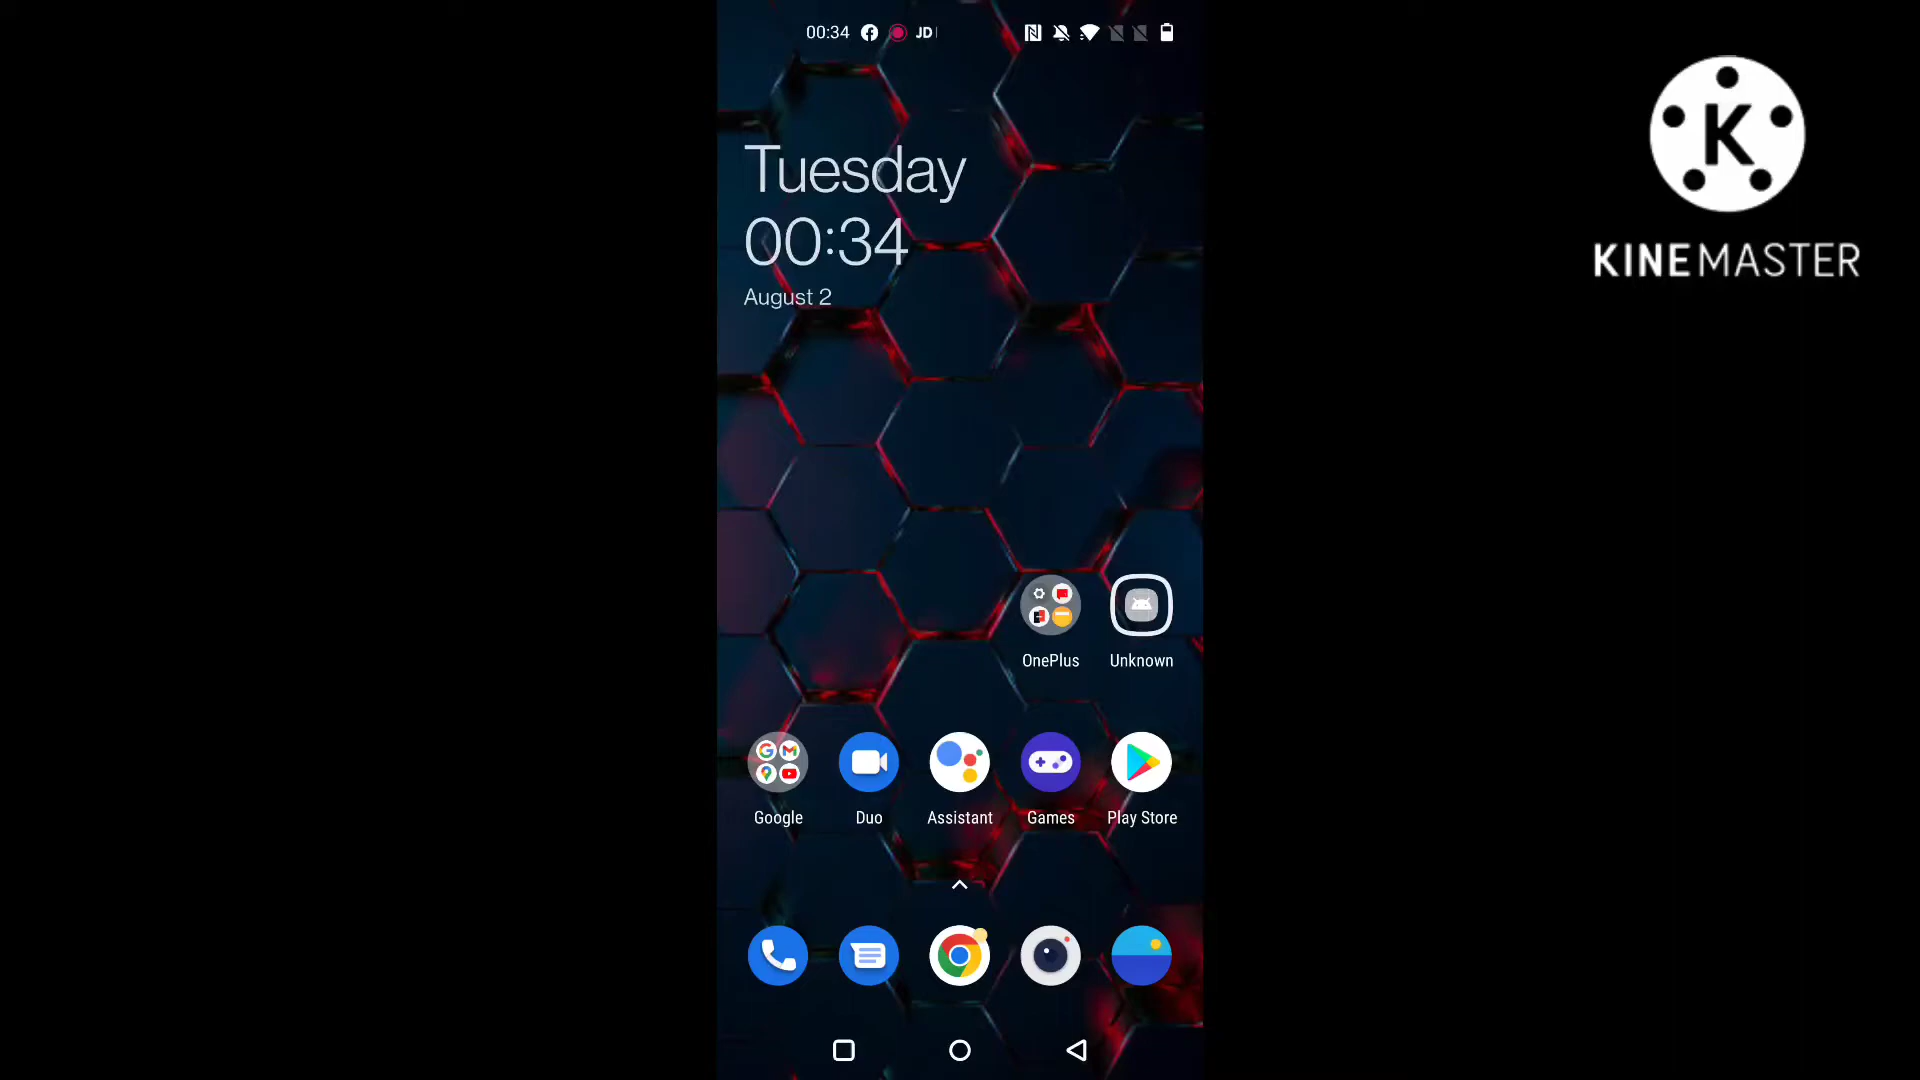 00:34 JD
Tuesday
00:34
August 2
OnePlus Unknown
Google Duo Assistant Games Play Store
K
KINEMASTER